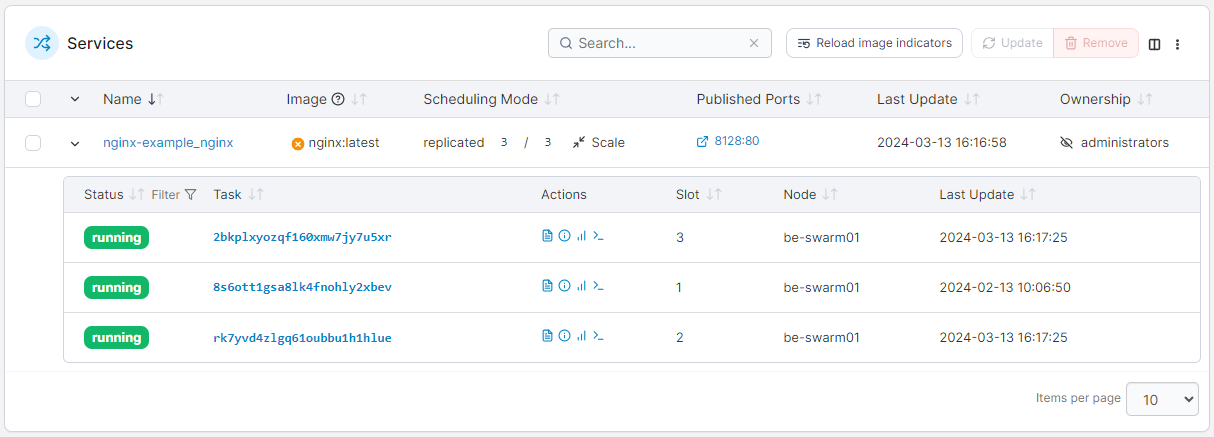 Services
Search...
Reload image indicators
Update
Remove
Name Image Scheduling Mode Published Ports Last Update Ownership
nginx-example_nginx nginx:latest replicated 3 / 3 Scale 8128:80 2024-03-13 16:16:58 administrators
Status Filter Task Actions Slot Node Last Update
running 2bkplxyozqf160xmw7jy7u5xr 3 be-swarm01 2024-03-13 16:17:25
running 8s6ott1gsa8lk4fnohly2xbev 1 be-swarm01 2024-02-13 10:06:50
running rk7yvd4zlgq61oubbu1h1hlue 2 be-swarm01 2024-03-13 16:17:25
Items per page 10